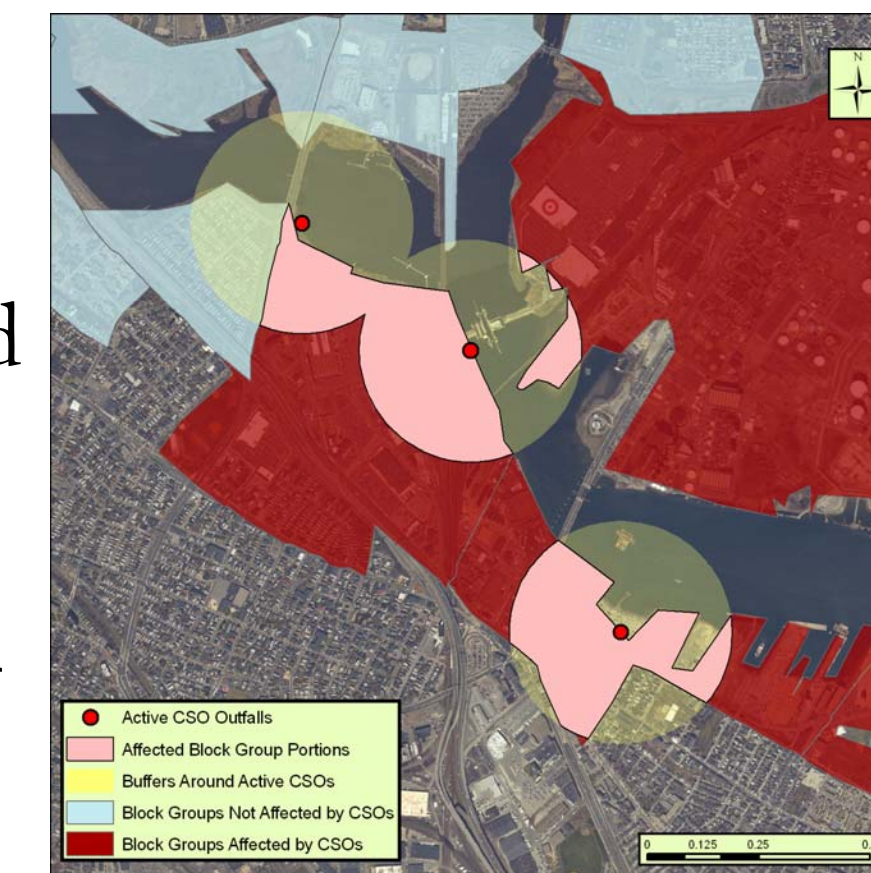 d
N
Active CSO Outfalls
Affected Block Group Portions
Buffers Around Active CSOs
Block Groups Not Affected by CSOs
Block Groups Affected by CSOs
0 0.125 0.25 0.